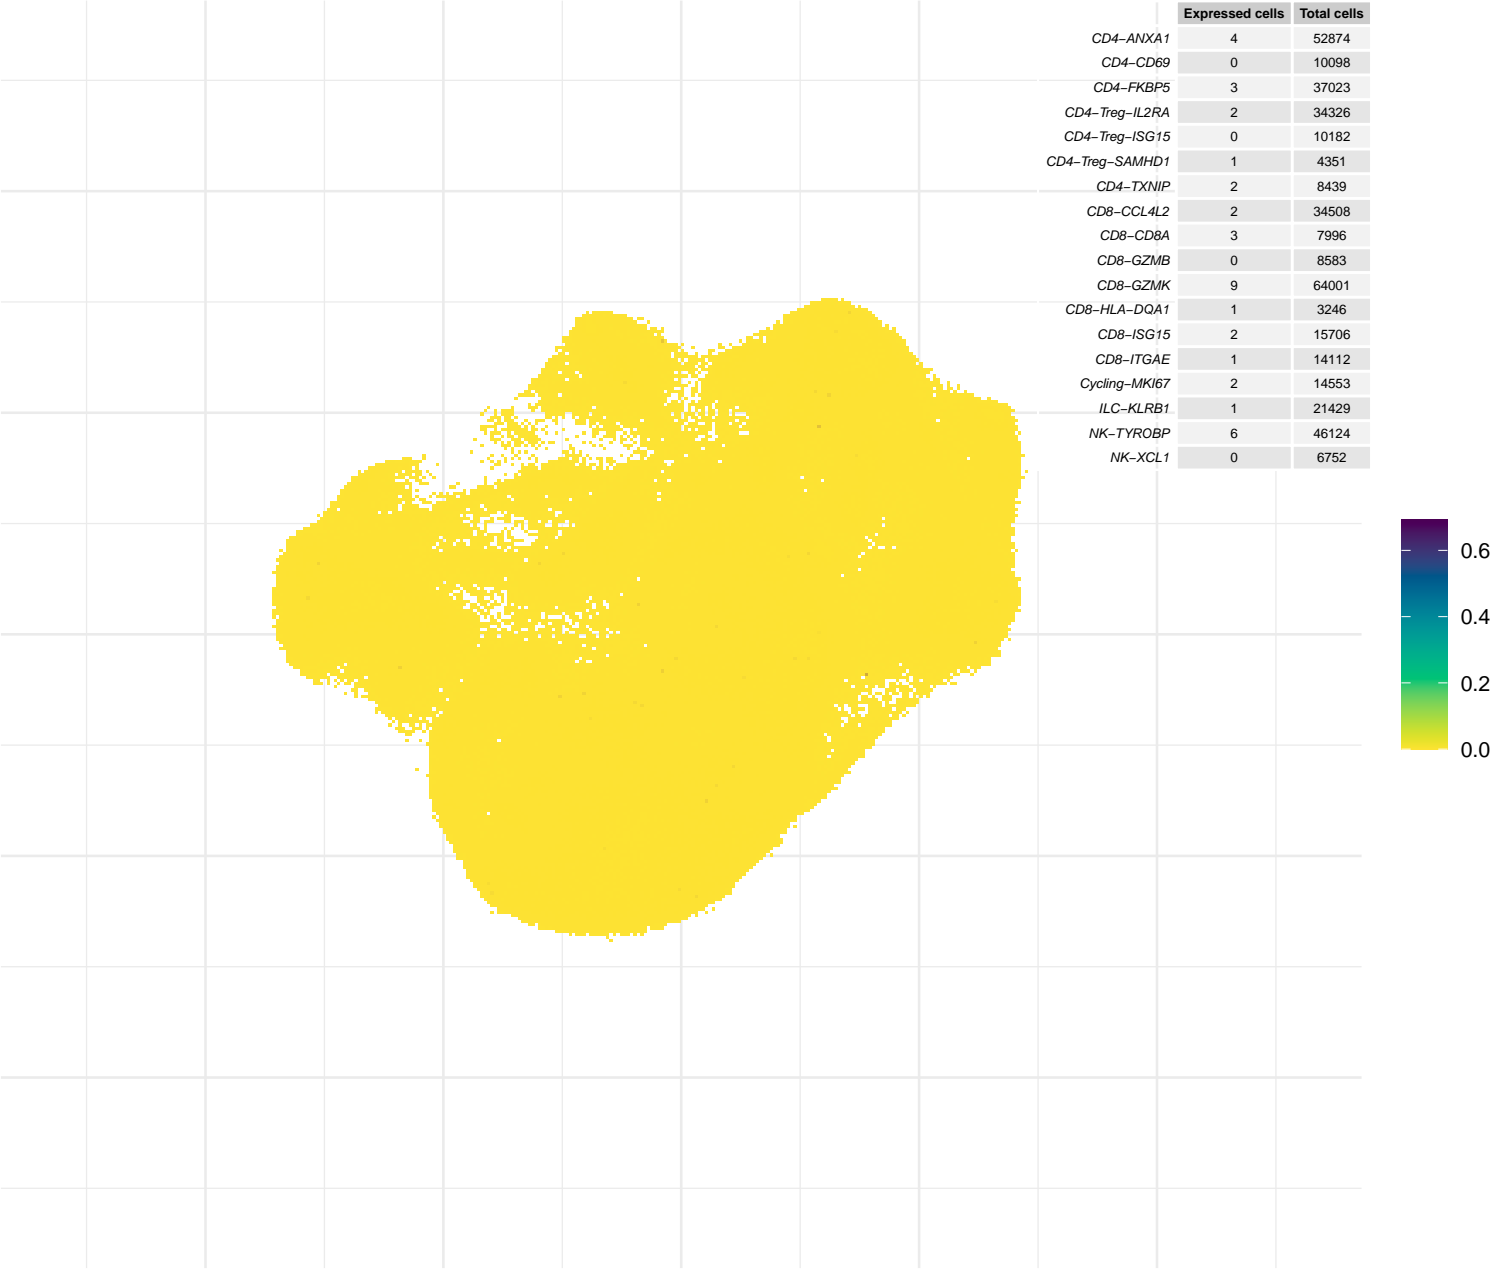 Expressed cells Total cells
CD4−ANXA1 4 52874
CD4−CD69 0 10098
CD4−FKBP5 3 37023
CD4−Treg−IL2RA 2 34326
CD4−Treg−ISG15 0 10182
CD4−Treg−SAMHD1 1 4351
CD4−TXNIP 2 8439
CD8−CCL4L2 2 34508
CD8−CD8A 3 7996
CD8−GZMB 0 8583
CD8−GZMK 9 64001
CD8−HLA−DQA1 1 3246
CD8−ISG15 2 15706
CD8−ITGAE 1 14112
Cycling−MKI67 2 14553
ILC−KLRB1 1 21429
NK−TYROBP 6 46124
NK−XCL1 0 6752
0.6
0.4
0.2
0.0